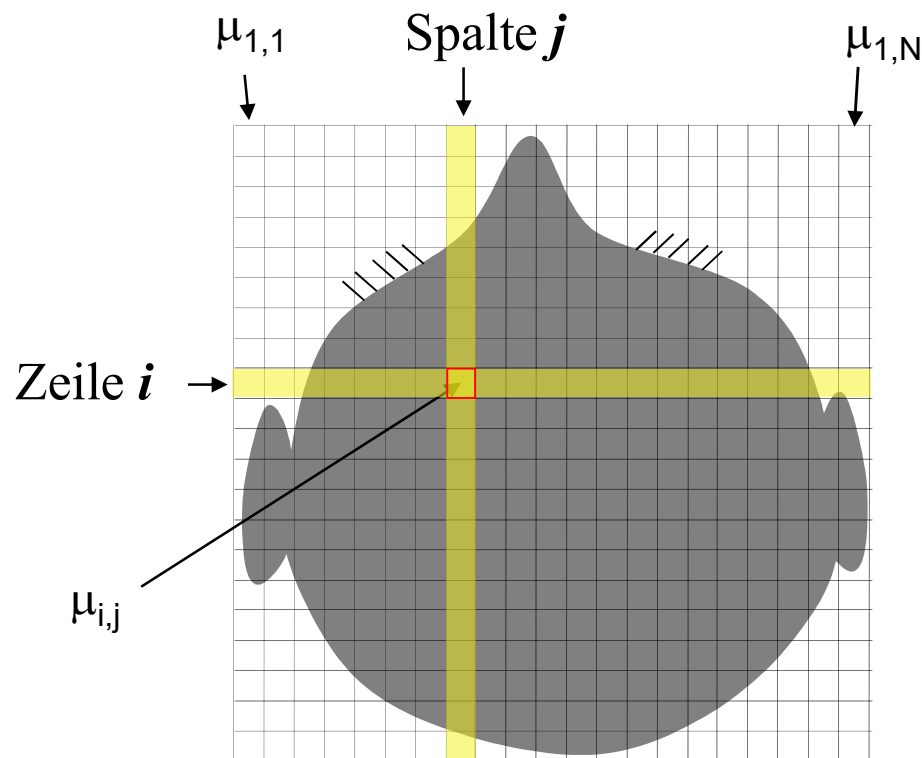 μ1,1
Spalte j
μ1,N
Zeile i
μi,j